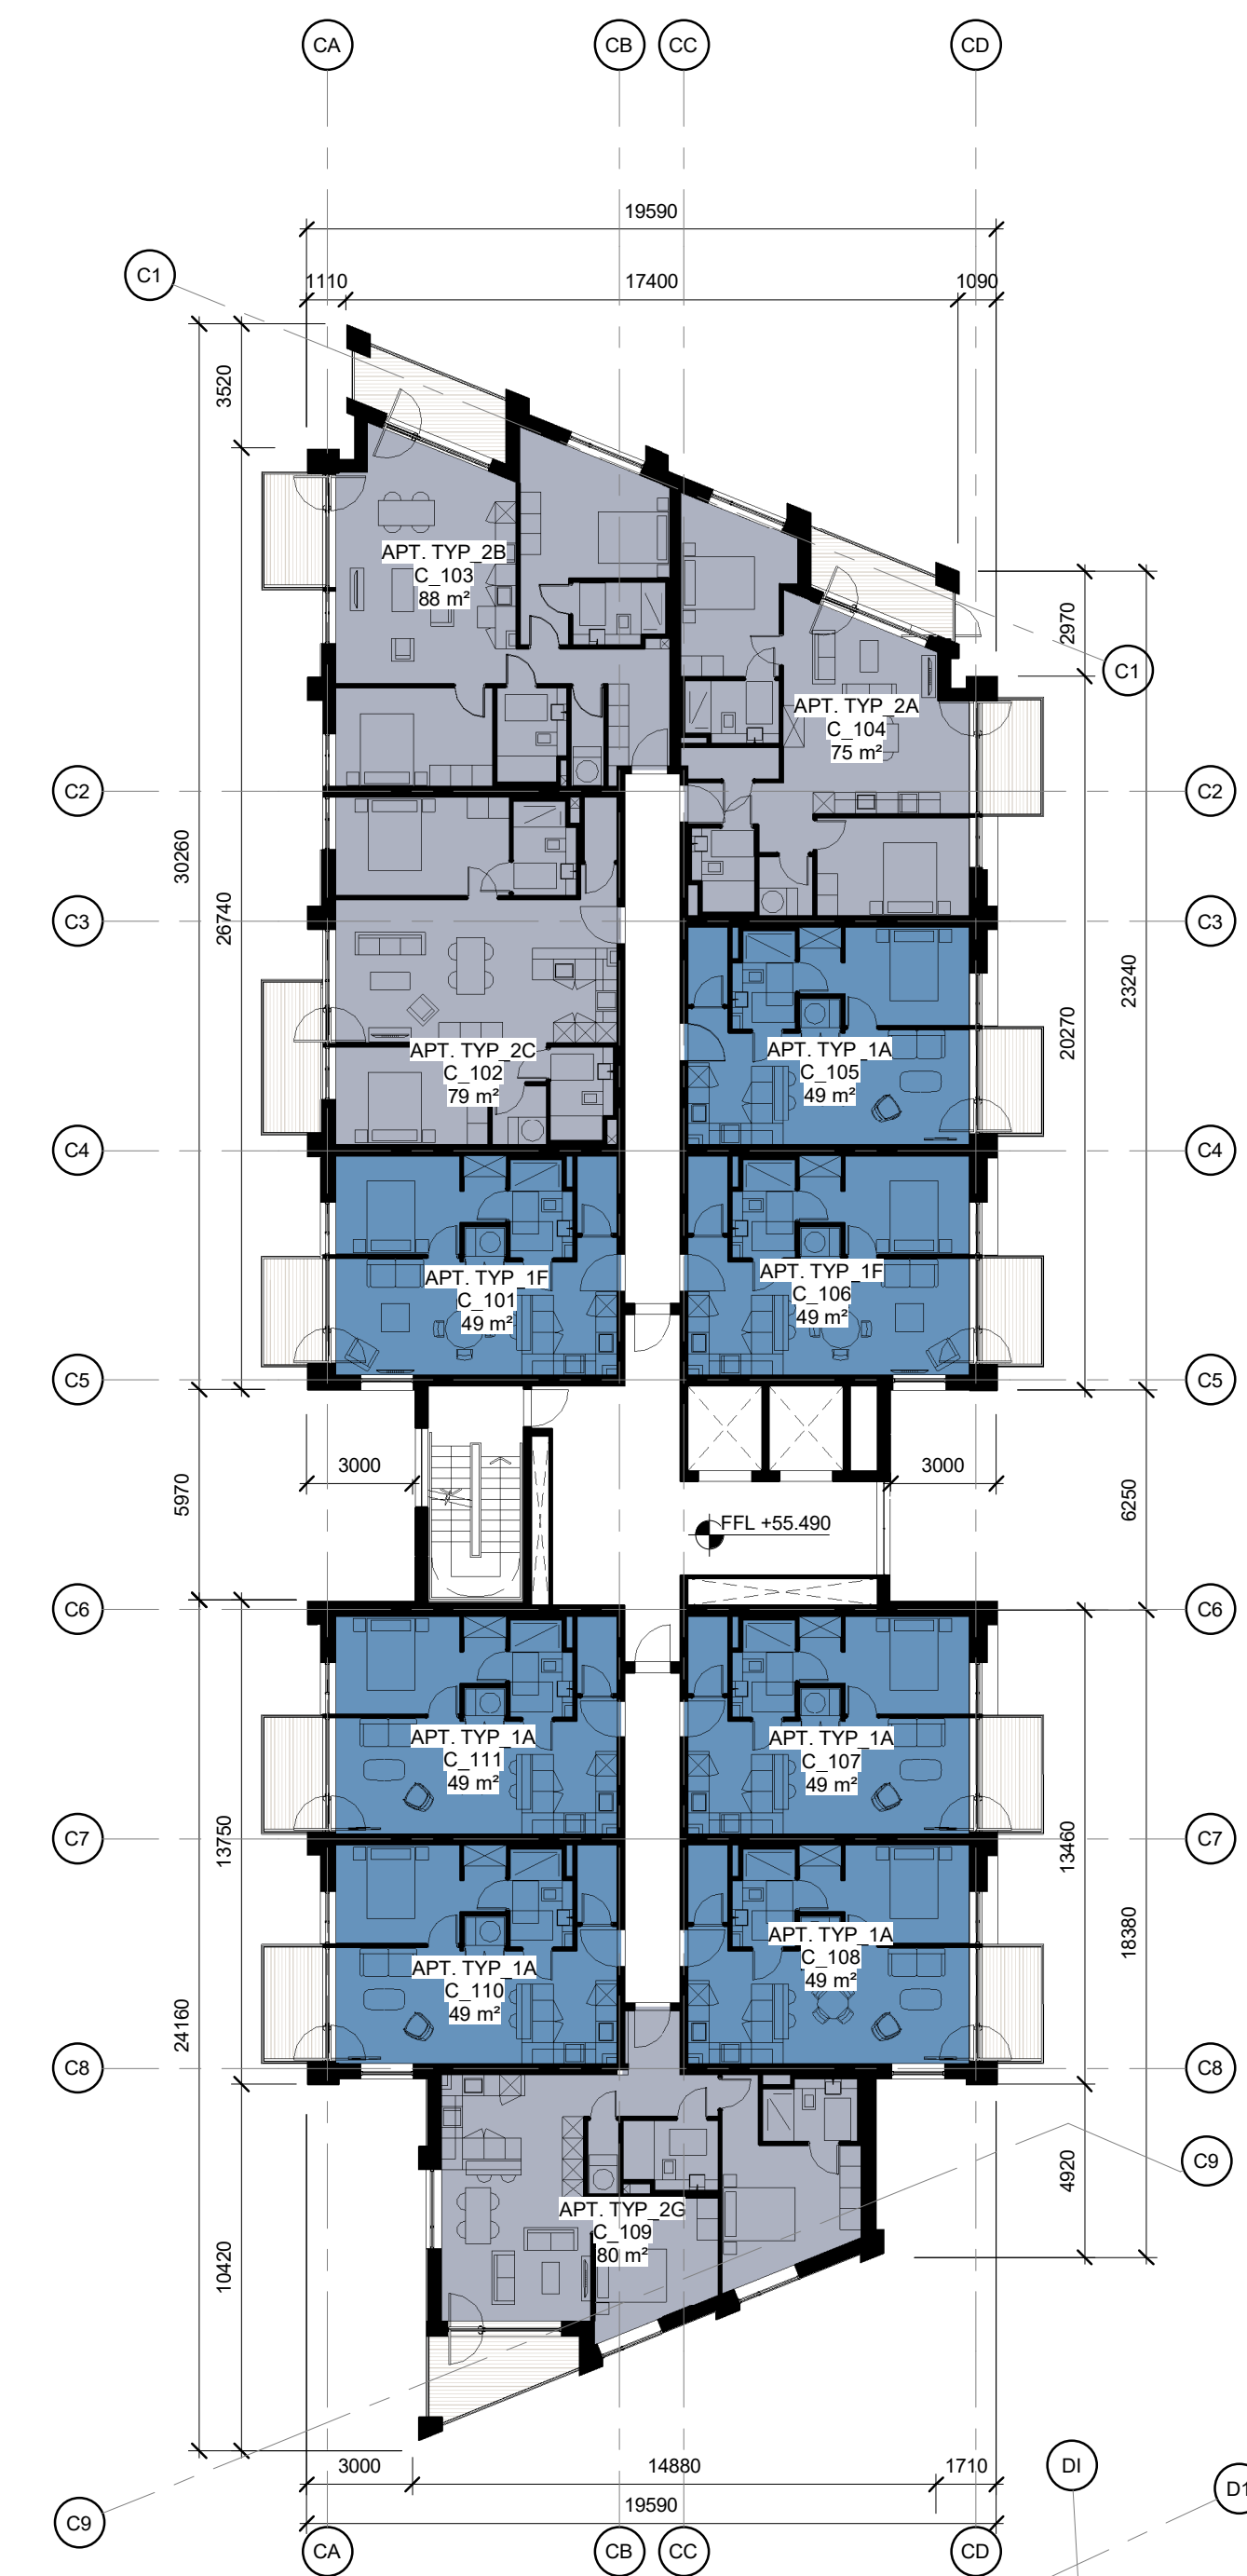 CA
CB
CC
CD
19590
C1
1110
17400
1090
3520
APT. TYP_2B
C_103
88 m²
2970
C1
APT. TYP_2A
C_104
75 m²
C2
C2
30260
26740
C3
C3
23240
20270
APT. TYP_2C
C_102
79 m²
APT. TYP_1A
C_105
49 m²
C4
C4
APT. TYP_1F
C_101
49 m²
APT. TYP_1F
C_106
49 m²
C5
C5
3000
3000
5970
6250
FFL +55.490
C6
C6
APT. TYP_1A
C_111
49 m²
APT. TYP_1A
C_107
49 m²
C7
C7
13750
13460
APT. TYP_1A
C_110
49 m²
APT. TYP_1A
C_108
49 m²
18380
24160
C8
C8
C9
4920
APT. TYP_2G
C_109
80 m²
10420
3000
14880
1710
DI
D1
19590
C9
CA
CB
CC
CD